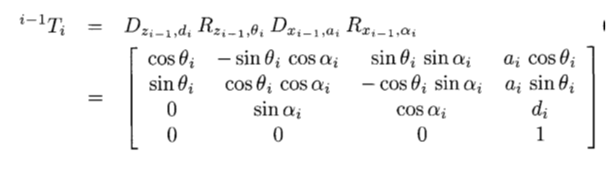 ^{i-1}T_i = D_{z_{i-1},d_i} R_{z_{i-1},θ_i} D_{x_{i-1},a_i} R_{x_{i-1},α_i}
= [ cos θ_i   − sin θ_i cos α_i   sin θ_i sin α_i   a_i cos θ_i
sin θ_i   cos θ_i cos α_i   − cos θ_i sin α_i   a_i sin θ_i
0   sin α_i   cos α_i   d_i
0   0   0   1 ]